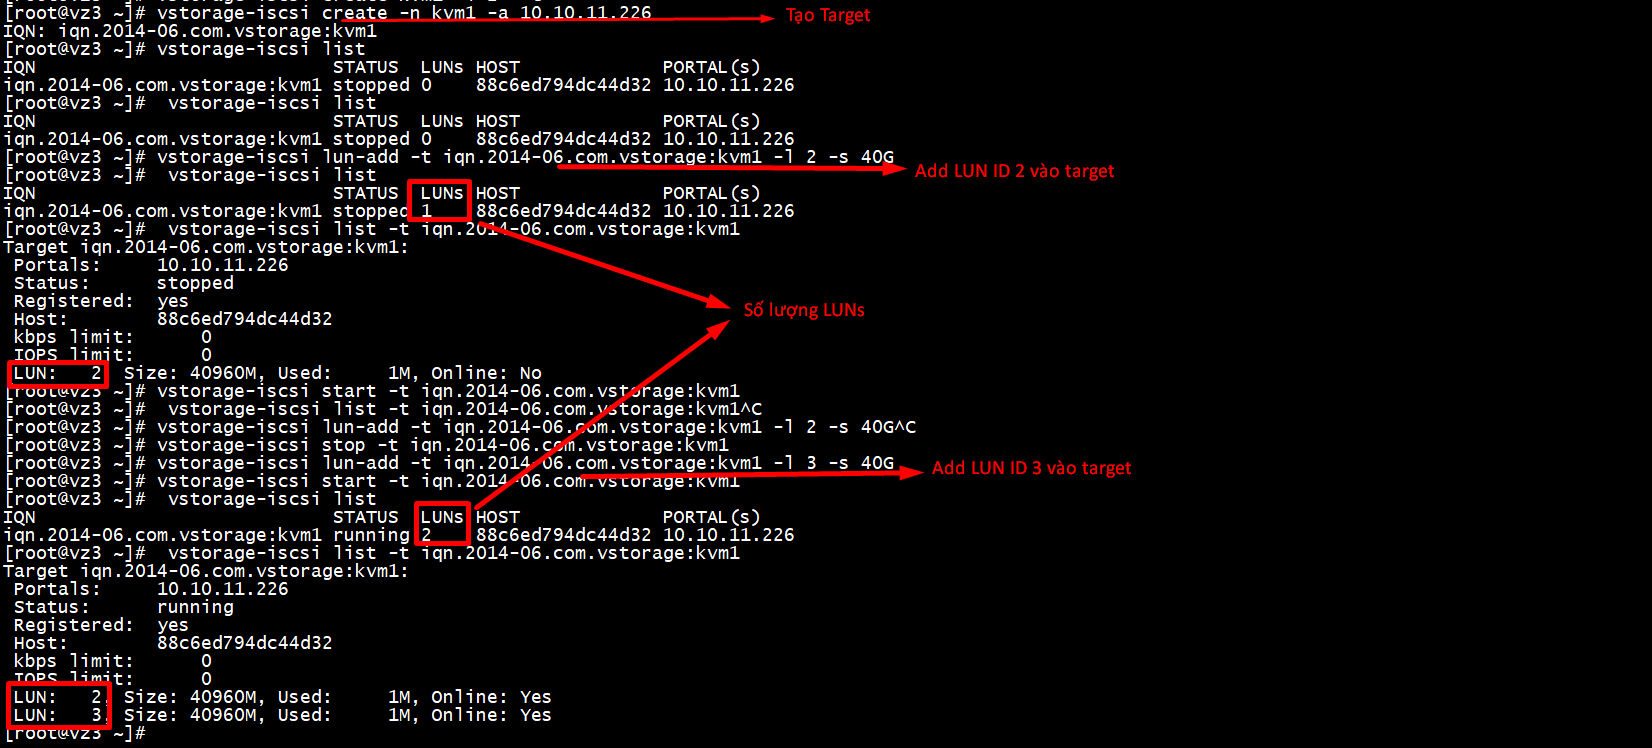 [root@vz3 ~]# vstorage-iscsi create -n kvm1 -a 10.10.11.226
Tạo Target
IQN: iqn.2014-06.com.vstorage:kvm1
[root@vz3 ~]# vstorage-iscsi list
IQN STATUS LUNs HOST PORTAL(s)
iqn.2014-06.com.vstorage:kvm1 stopped 0 88c6ed794dc44d32 10.10.11.226
[root@vz3 ~]# vstorage-iscsi list
IQN STATUS LUNs HOST PORTAL(s)
iqn.2014-06.com.vstorage:kvm1 stopped 0 88c6ed794dc44d32 10.10.11.226
[root@vz3 ~]# vstorage-iscsi lun-add -t iqn.2014-06.com.vstorage:kvm1 -l 2 -s 40G
Add LUN ID 2 vào target
[root@vz3 ~]# vstorage-iscsi list
IQN STATUS LUNs HOST PORTAL(s)
iqn.2014-06.com.vstorage:kvm1 stopped 1 88c6ed794dc44d32 10.10.11.226
[root@vz3 ~]# vstorage-iscsi list -t iqn.2014-06.com.vstorage:kvm1
Target iqn.2014-06.com.vstorage:kvm1:
Portals: 10.10.11.226
Status: stopped
Registered: yes
Số lượng LUNs
Host: 88c6ed794dc44d32
kbps limit: 0
IOPS limit: 0
LUN: 2, Size: 40960M, Used: 1M, Online: No
[root@vz3 ~]# vstorage-iscsi start -t iqn.2014-06.com.vstorage:kvm1
[root@vz3 ~]# vstorage-iscsi list -t iqn.2014-06.com.vstorage:kvm1^C
[root@vz3 ~]# vstorage-iscsi lun-add -t iqn.2014-06.com.vstorage:kvm1 -l 2 -s 40G^C
[root@vz3 ~]# vstorage-iscsi stop -t iqn.2014-06.com.vstorage:kvm1
[root@vz3 ~]# vstorage-iscsi lun-add -t iqn.2014-06.com.vstorage:kvm1 -l 3 -s 40G
Add LUN ID 3 vào target
[root@vz3 ~]# vstorage-iscsi start -t iqn.2014-06.com.vstorage:kvm1
[root@vz3 ~]# vstorage-iscsi list
IQN STATUS LUNs HOST PORTAL(s)
iqn.2014-06.com.vstorage:kvm1 running 2 88c6ed794dc44d32 10.10.11.226
[root@vz3 ~]# vstorage-iscsi list -t iqn.2014-06.com.vstorage:kvm1
Target iqn.2014-06.com.vstorage:kvm1:
Portals: 10.10.11.226
Status: running
Registered: yes
Host: 88c6ed794dc44d32
kbps limit: 0
IOPS limit: 0
LUN: 2, Size: 40960M, Used: 1M, Online: Yes
LUN: 3, Size: 40960M, Used: 1M, Online: Yes
[root@vz3 ~]#